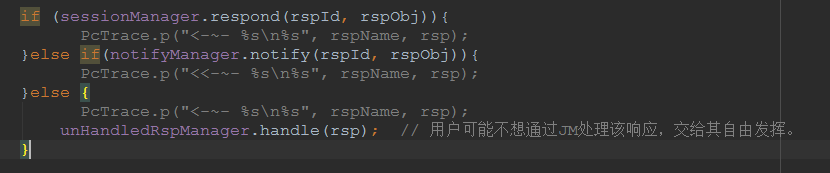 if (sessionManager.respond(rspId, rspObj)){
PcTrace.p("<-~- %s\n%s", rspName, rsp);
}else if(notifyManager.notify(rspId, rspObj)){
PcTrace.p("<<-~- %s\n%s", rspName, rsp);
}else {
PcTrace.p("<-~- %s\n%s", rspName, rsp);
unHandledRspManager.handle(rsp);  // 用户可能不想通过JM处理该响应，交给其自由发挥。
}